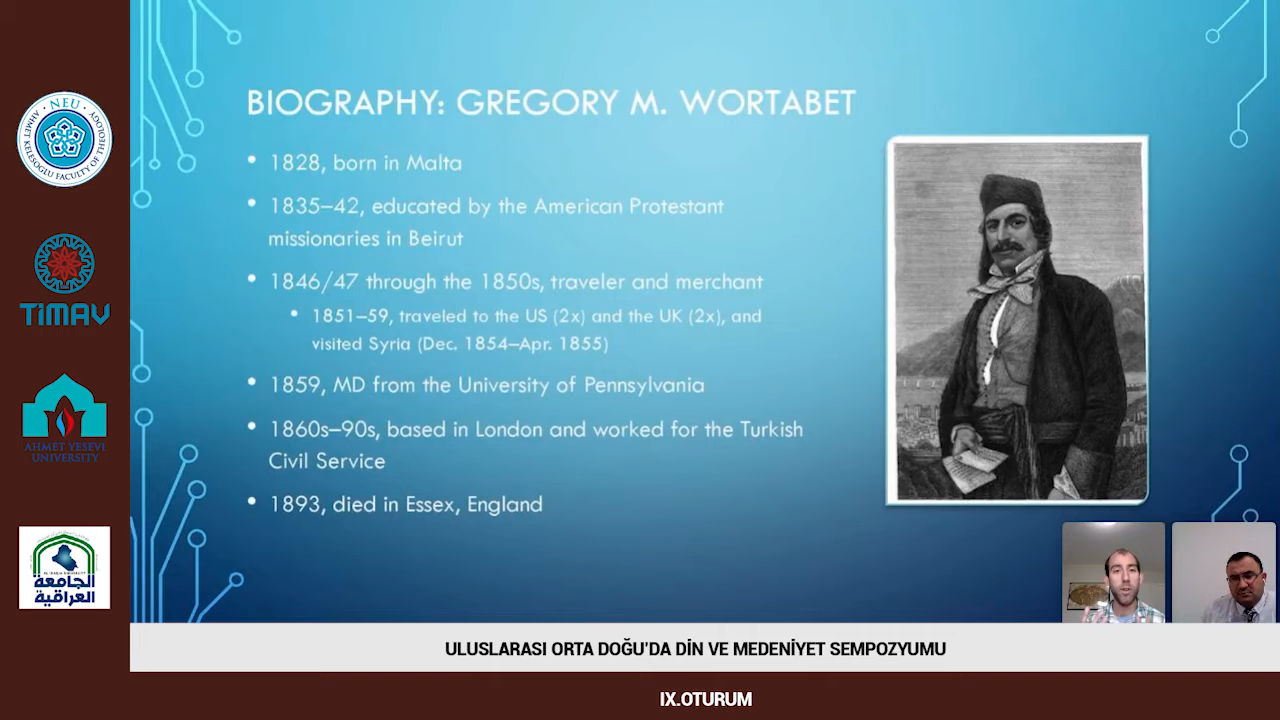 NEU
AHMET KELEŞOĞLU FACULTY OF THEOLOGY
TİMAV
AHMET YESEVİ
UNIVERSITY
الجامعة
العراقية
BIOGRAPHY: GREGORY M. WORTABET
• 1828, born in Malta
• 1835–42, educated by the American Protestant
missionaries in Beirut
• 1846/47 through the 1850s, traveler and merchant
• 1851–59, traveled to the US (2x) and the UK (2x), and
visited Syria (Dec. 1854–Apr. 1855)
• 1859, MD from the University of Pennsylvania
• 1860s–90s, based in London and worked for the Turkish
Civil Service
• 1893, died in Essex, England
ULUSLARASI ORTA DOĞU'DA DİN VE MEDENİYET SEMPOZYUMU
IX.OTURUM